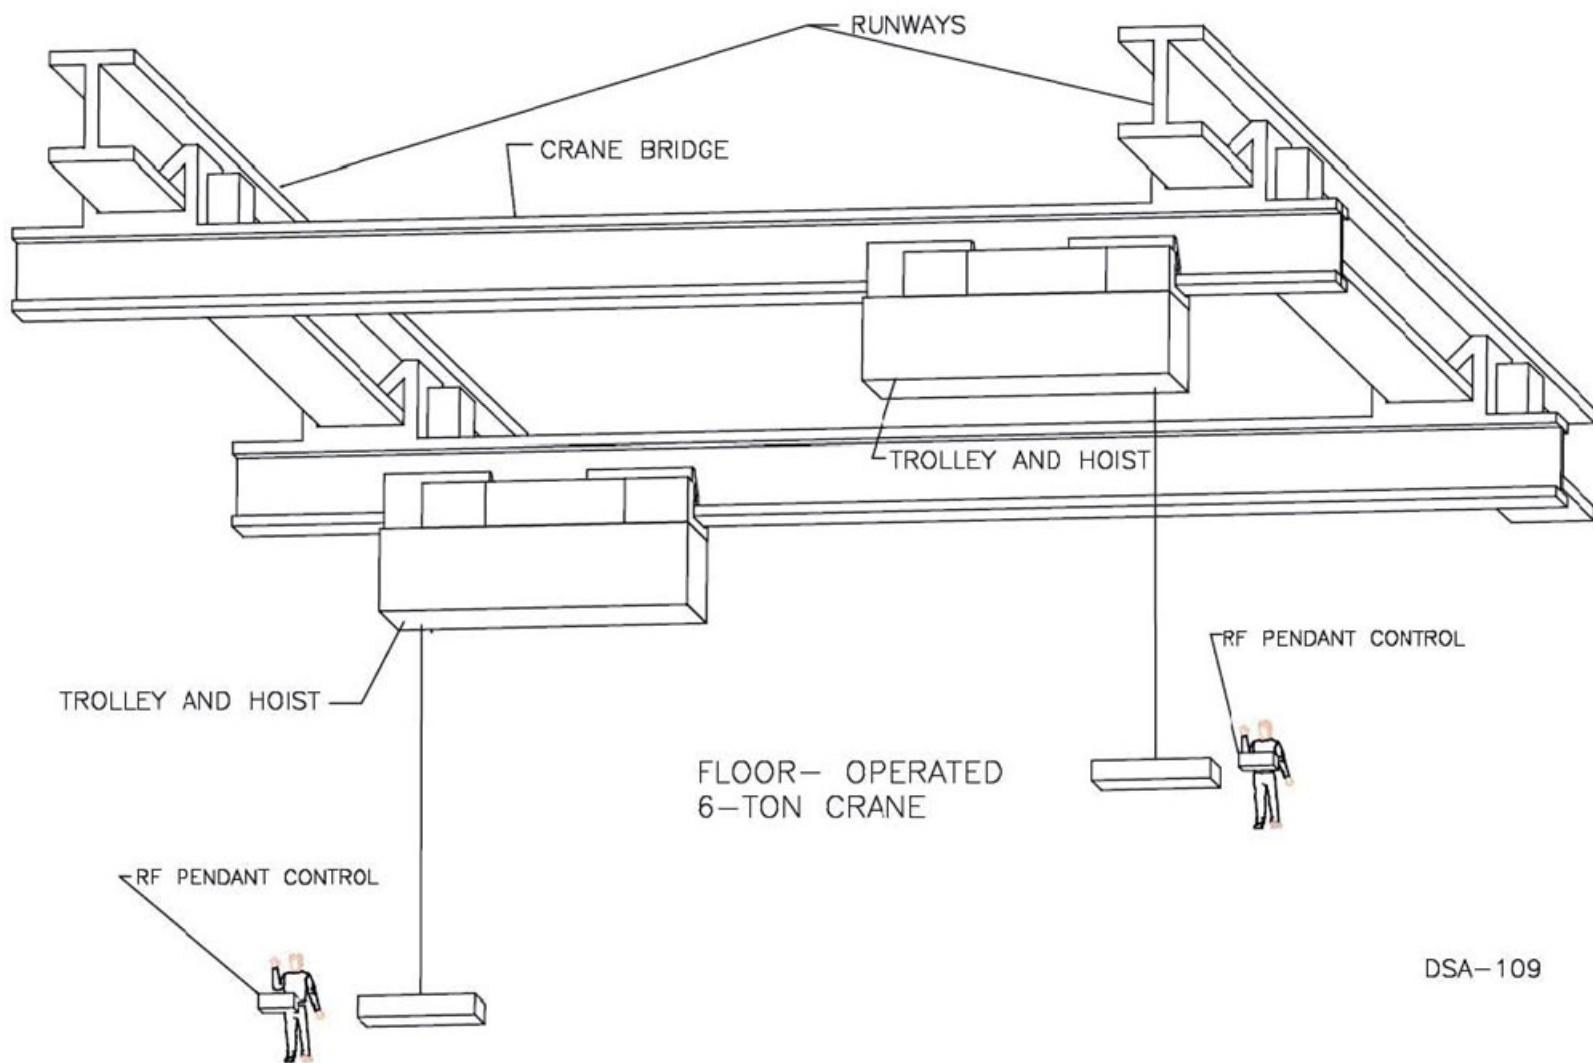 RUNWAYS
CRANE BRIDGE
TROLLEY AND HOIST
RF PENDANT CONTROL
TROLLEY AND HOIST
FLOOR- OPERATED
6-TON CRANE
RF PENDANT CONTROL
DSA-109